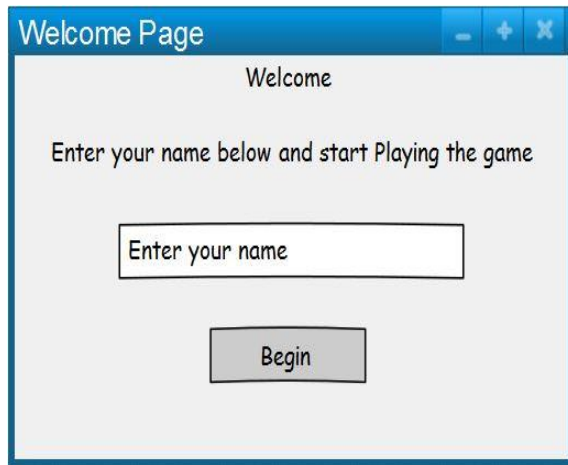 Welcome Page
Welcome
Enter your name below and start Playing the game
Enter your name
Begin